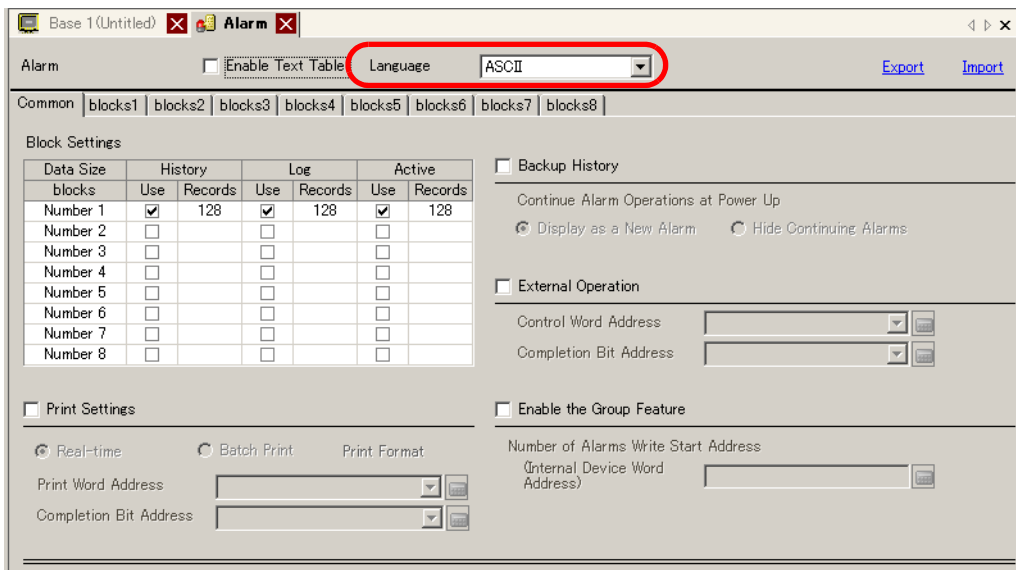 Base 1(Untitled) Alarm
Alarm Enable Text Table Language ASCII Export Import
Common blocks1 blocks2 blocks3 blocks4 blocks5 blocks6 blocks7 blocks8
Block Settings
Data Size History Log Active
blocks Use Records Use Records Use Records
Number 1 128 128 128
Number 2
Number 3
Number 4
Number 5
Number 6
Number 7
Number 8
Backup History
Continue Alarm Operations at Power Up
Display as a New Alarm Hide Continuing Alarms
External Operation
Control Word Address
Completion Bit Address
Print Settings
Real-time Batch Print Print Format
Print Word Address
Completion Bit Address
Enable the Group Feature
Number of Alarms Write Start Address
(Internal Device Word
Address)